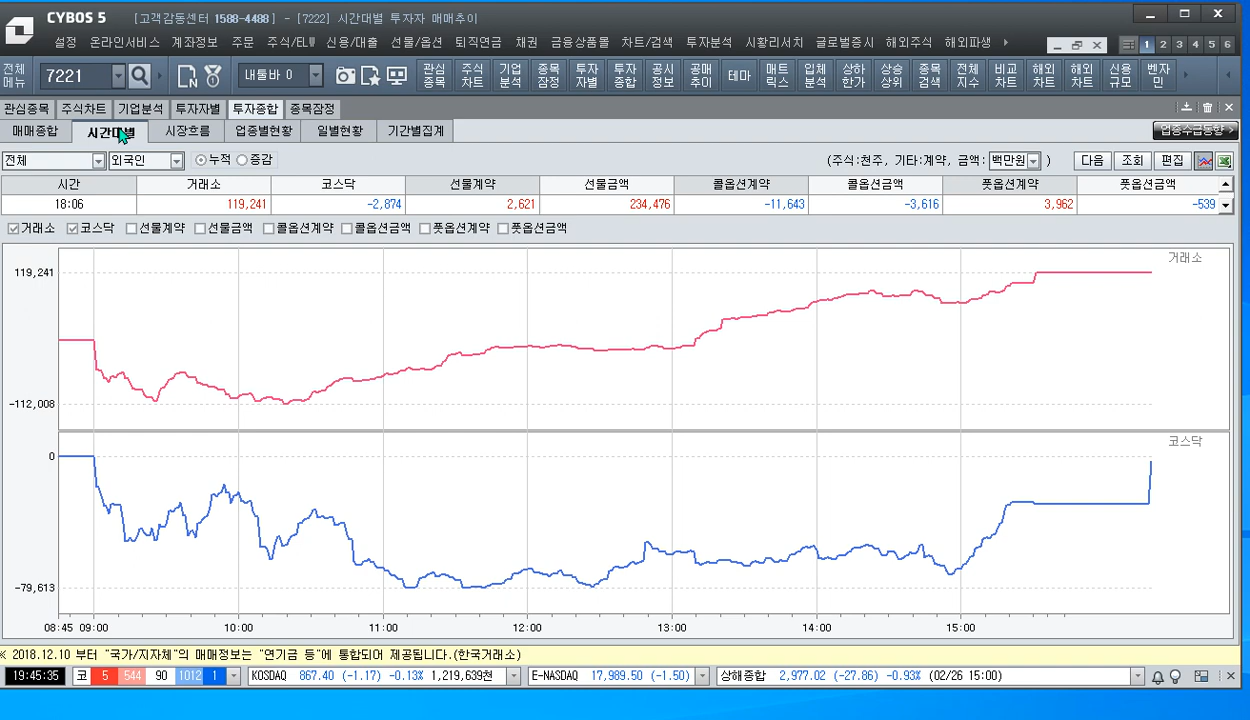 CYBOS 5 [고객감동센터 1588-4488] - [7222] 시간대별 투자자 매매추이
설정 온라인서비스 계좌정보 주문 주식/ELW 신용/대출 선물/옵션 퇴직연금 채권 금융상품몰 차트/검색 투자분석 시황리서치 글로벌증시 해외주식 해외파생 1 2 3 4 5 6
전체메뉴 7221 내툴바 0 관심종목 주식차트 기업분석 종목잠정 투자자별 투자종합 공시정보 공매추이 테마 매트릭스 입체분석 상하한가 상승상위 종목검색 전체지수 비교차트 해외차트 해외차트 신용규모 벤자민
관심종목 주식차트 기업분석 투자자별 투자종합 종목잠정
매매종합 시간대별 시장흐름 업종별현황 일별현황 기간별집계 업종수급동향 >
전체 외국인 누적 증감 (주식:천주, 기타:계약, 금액: 백만원 ) 다음 조회 편집
시간 거래소 코스닥 선물계약 선물금액 콜옵션계약 콜옵션금액 풋옵션계약 풋옵션금액
18:06 119,241 -2,874 2,621 234,476 -11,643 -3,616 3,962 -539
거래소 코스닥 선물계약 선물금액 콜옵션계약 콜옵션금액 풋옵션계약 풋옵션금액
거래소
119,241
-112,008
코스닥
0
-79,613
08:45 09:00 10:00 11:00 12:00 13:00 14:00 15:00
※ 2018.12.10 부터 "국가/지자체"의 매매정보는 "연기금 등"에 통합되어 제공됩니다.(한국거래소)
19:45:35 코 5 544 90 1012 1 KOSDAQ 867.40 (-1.17) -0.13% 1,219,639천 E-NASDAQ 17,989.50 (-1.50) 상해종합 2,977.02 (-27.86) -0.93% (02/26 15:00)